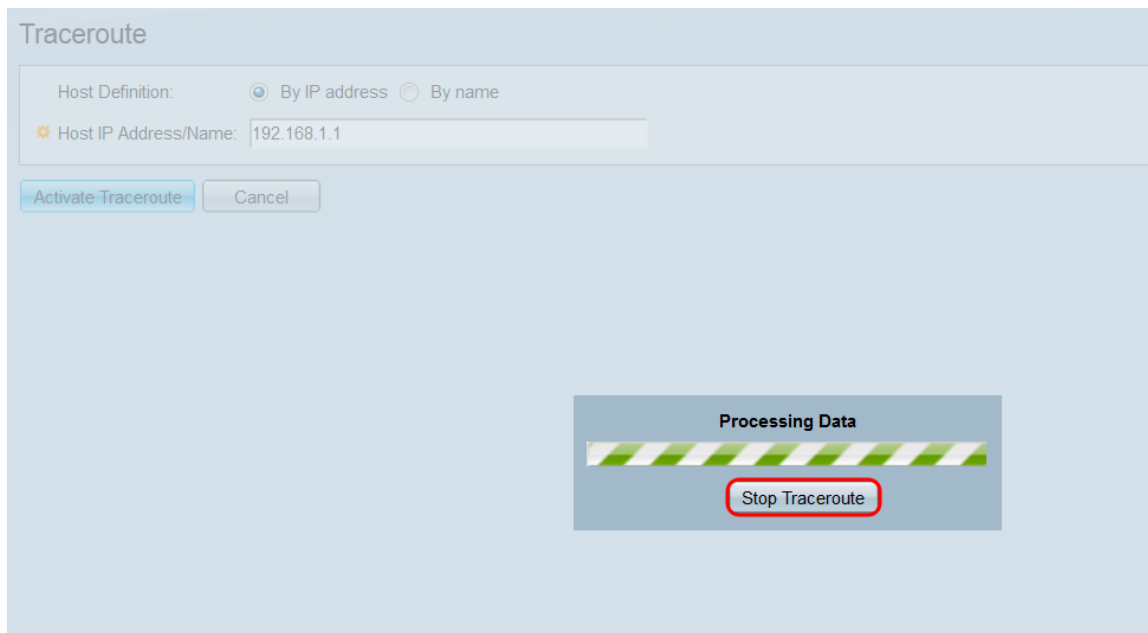 Traceroute
Host Definition: By IP address By name
Host IP Address/Name: 192.168.1.1
Activate Traceroute Cancel
Processing Data
Stop Traceroute